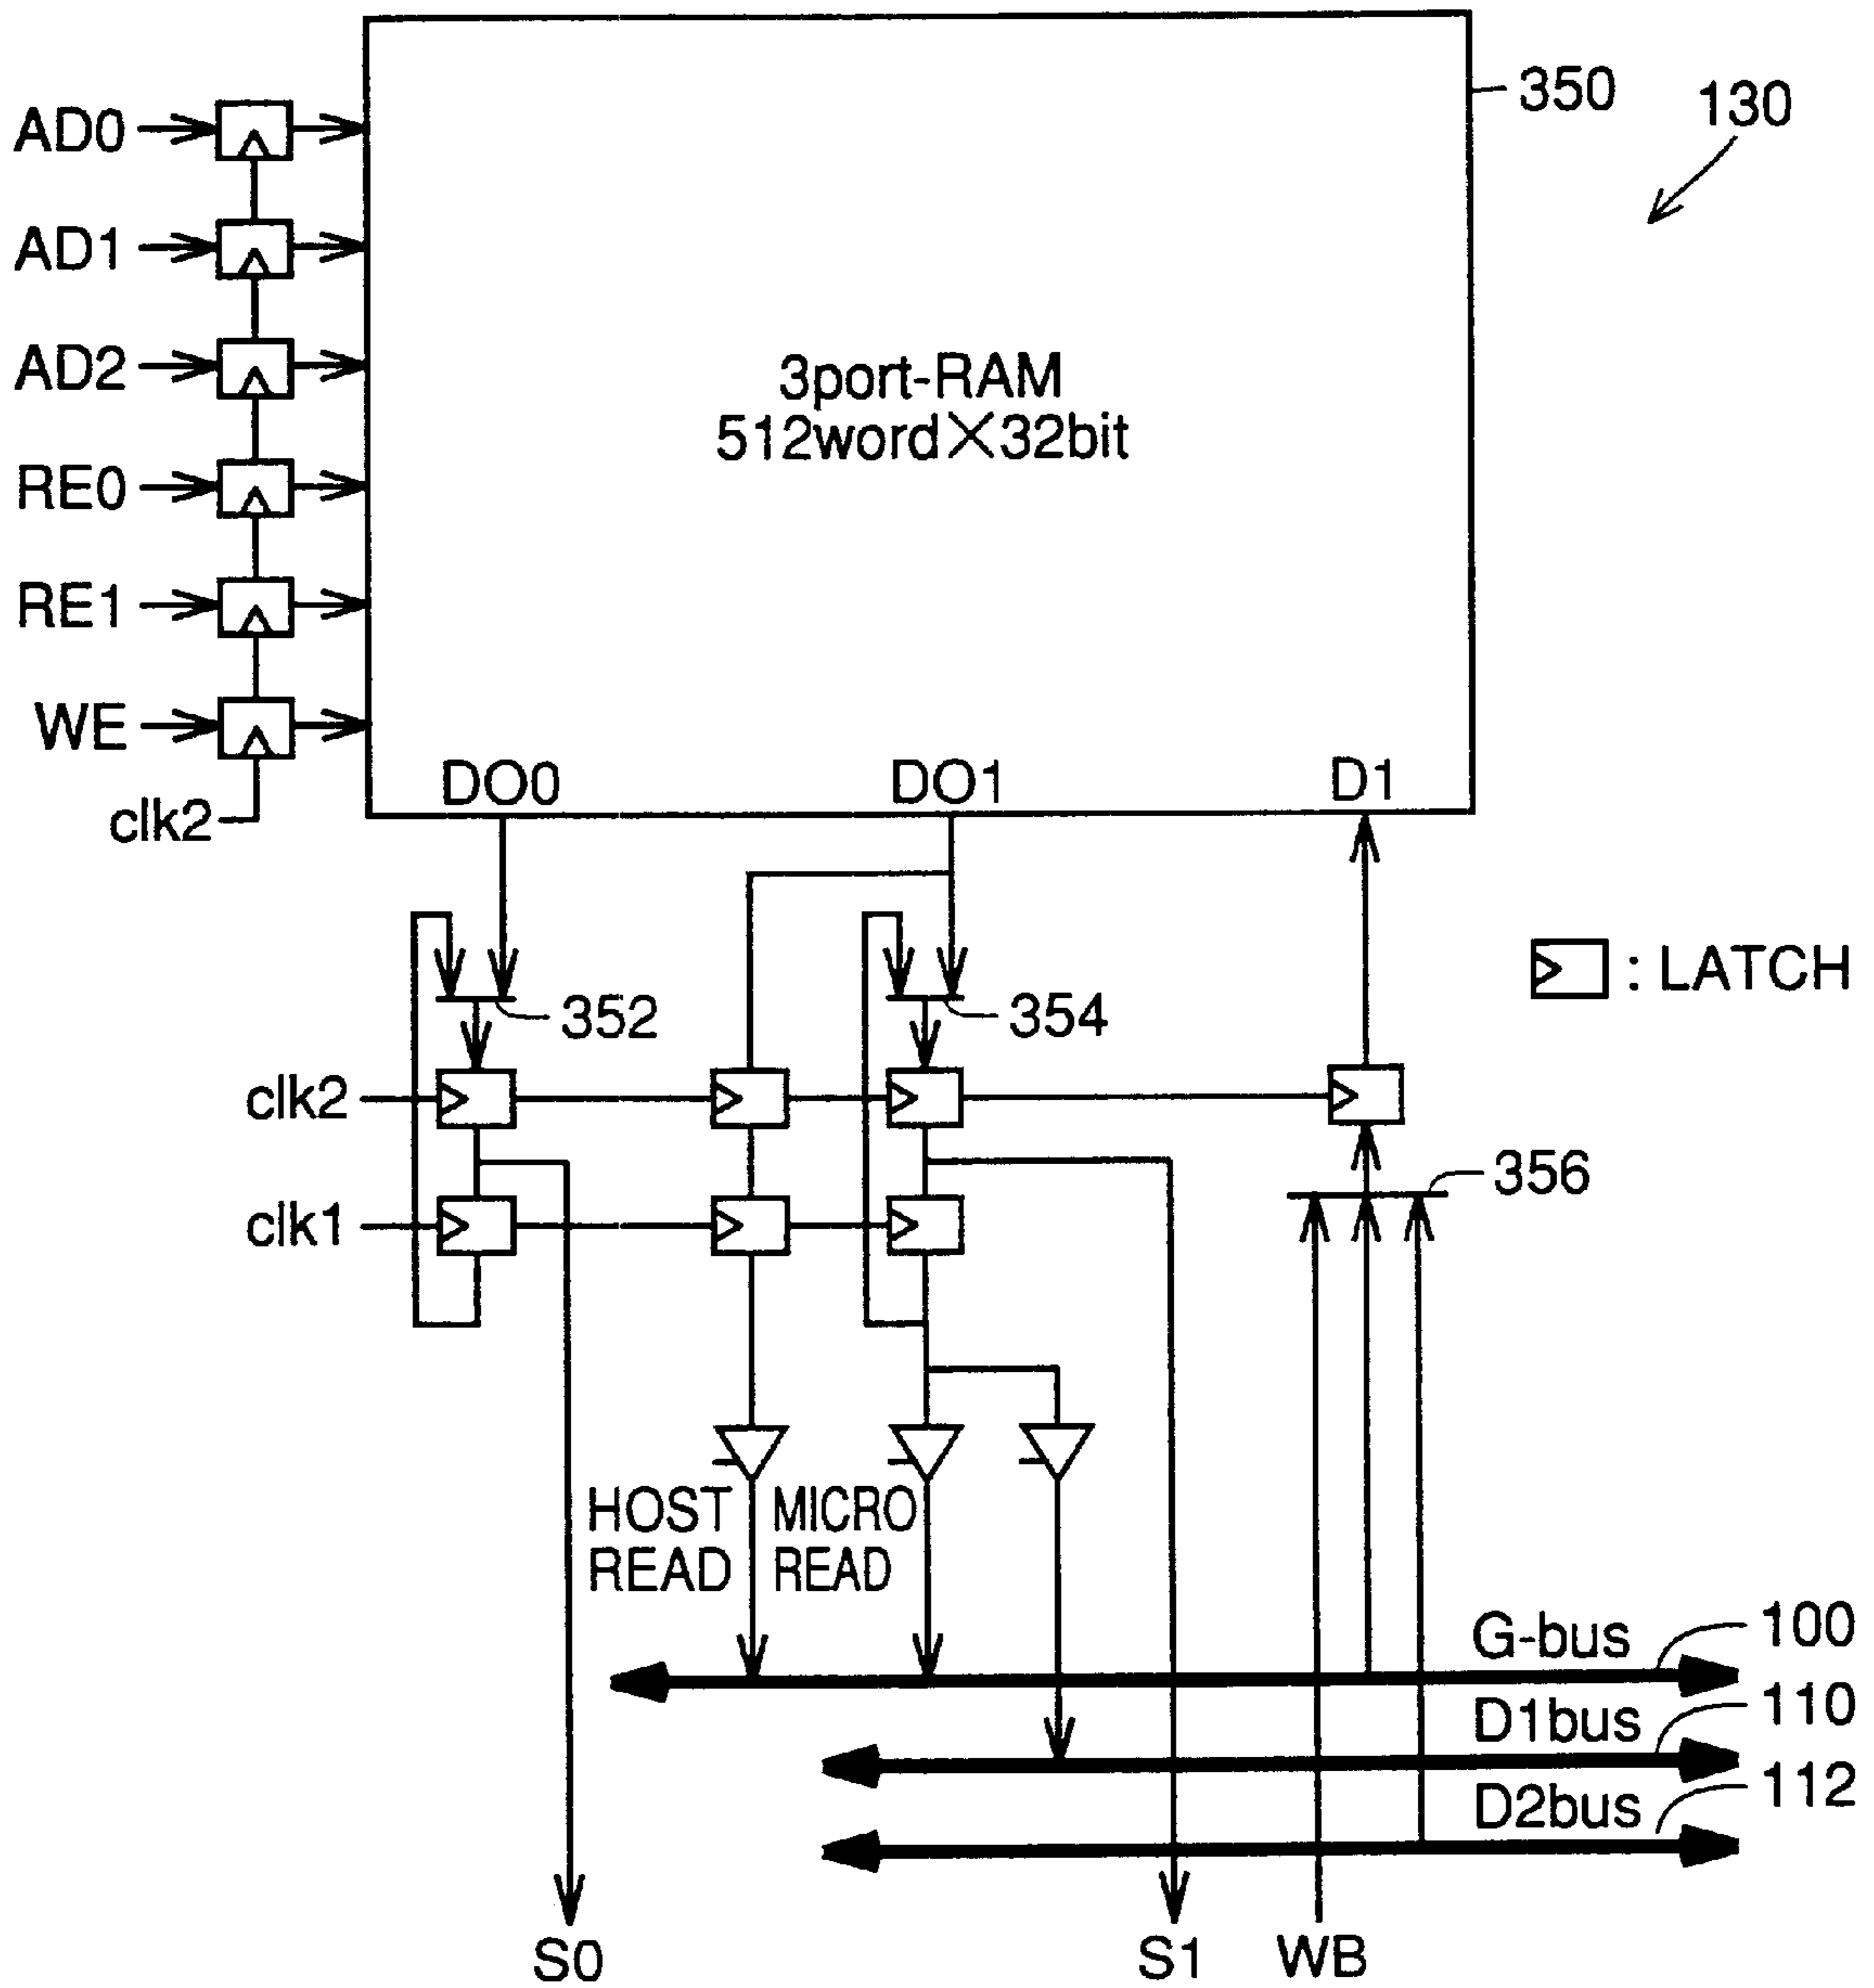 350
130
AD0
AD1
AD2
RE0
RE1
WE
clk2
3port-RAM
512word×32bit
DO0
DO1
D1
352
354
: LATCH
clk2
clk1
356
HOST
READ
MICRO
READ
G-bus
100
D1bus
110
D2bus
112
S0
S1
WB